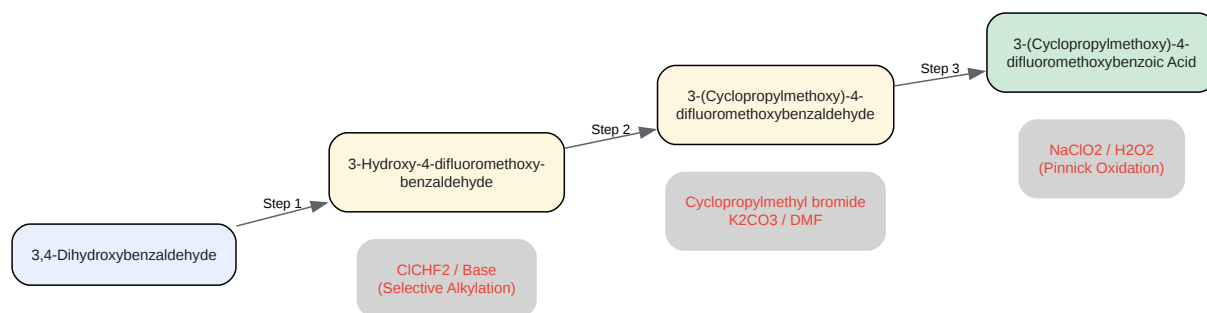 3,4-Dihydroxybenzaldehyde
Step 1
3-Hydroxy-4-difluoromethoxy-
benzaldehyde
ClCHF2 / Base
(Selective Alkylation)
Step 2
3-(Cyclopropylmethoxy)-4-
difluoromethoxybenzaldehyde
Cyclopropylmethyl bromide
K2CO3 / DMF
Step 3
3-(Cyclopropylmethoxy)-4-
difluoromethoxybenzoic Acid
NaClO2 / H2O2
(Pinnick Oxidation)